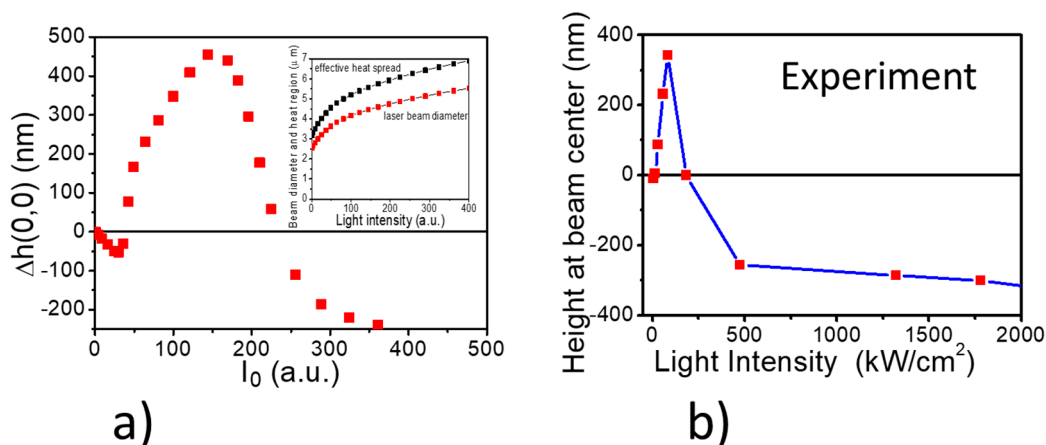 500
400
300
200
100
0
-100
-200
Δh(0,0) (nm)
0 100 200 300 400 500
I0 (a.u.)
7
6
5
4
3
2
1
0
Beam diameter and heat region (μm)
effective heat spread
laser beam diameter
0 100 200 300 400
Light intensity (a.u.)
a)
400
200
0
-200
-400
Height at beam center (nm)
Experiment
0 500 1000 1500 2000
Light Intensity (kW/cm²)
b)